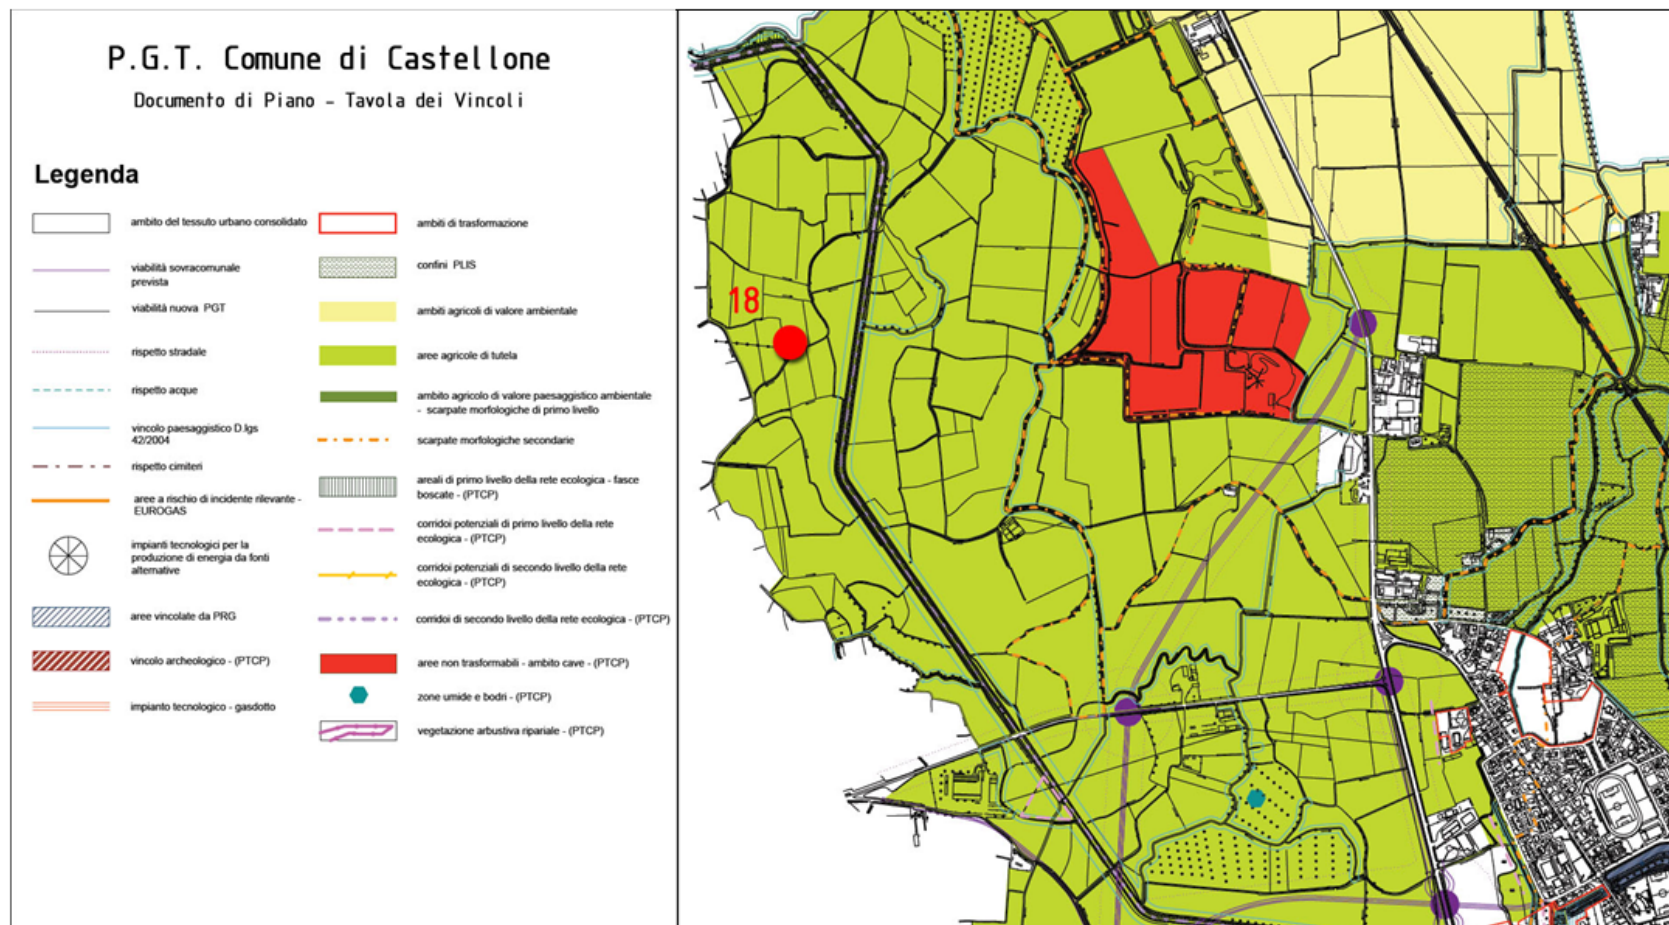 P.G.T. Comune di Castellone
Documento di Piano - Tavola dei Vincoli
Legenda
ambito del tessuto urbano consolidato
viabilità sovracomunale
prevista
viabilità nuova PGT
rispetto stradale
rispetto acque
vincolo paesaggistico D.lgs
42/2004
rispetto cimiteri
aree a rischio di incidente rilevante -
EUROGAS
impianti tecnologici per la
produzione di energia da fonti
alternative
aree vincolate da PRG
vincolo archeologico - (PTCP)
impianto tecnologico - gasdotto
ambiti di trasformazione
confini PLIS
ambiti agricoli di valore ambientale
aree agricole di tutela
ambito agricolo di valore paesaggistico ambientale
- scarpate morfologiche di primo livello
scarpate morfologiche secondarie
areali di primo livello della rete ecologica - fasce
boscate - (PTCP)
corridoi potenziali di primo livello della rete
ecologica - (PTCP)
corridoi potenziali di secondo livello della rete
ecologica - (PTCP)
corridoi di secondo livello della rete ecologica - (PTCP)
aree non trasformabili - ambito cave - (PTCP)
zone umide e bodri - (PTCP)
vegetazione arbustiva ripariale - (PTCP)
18